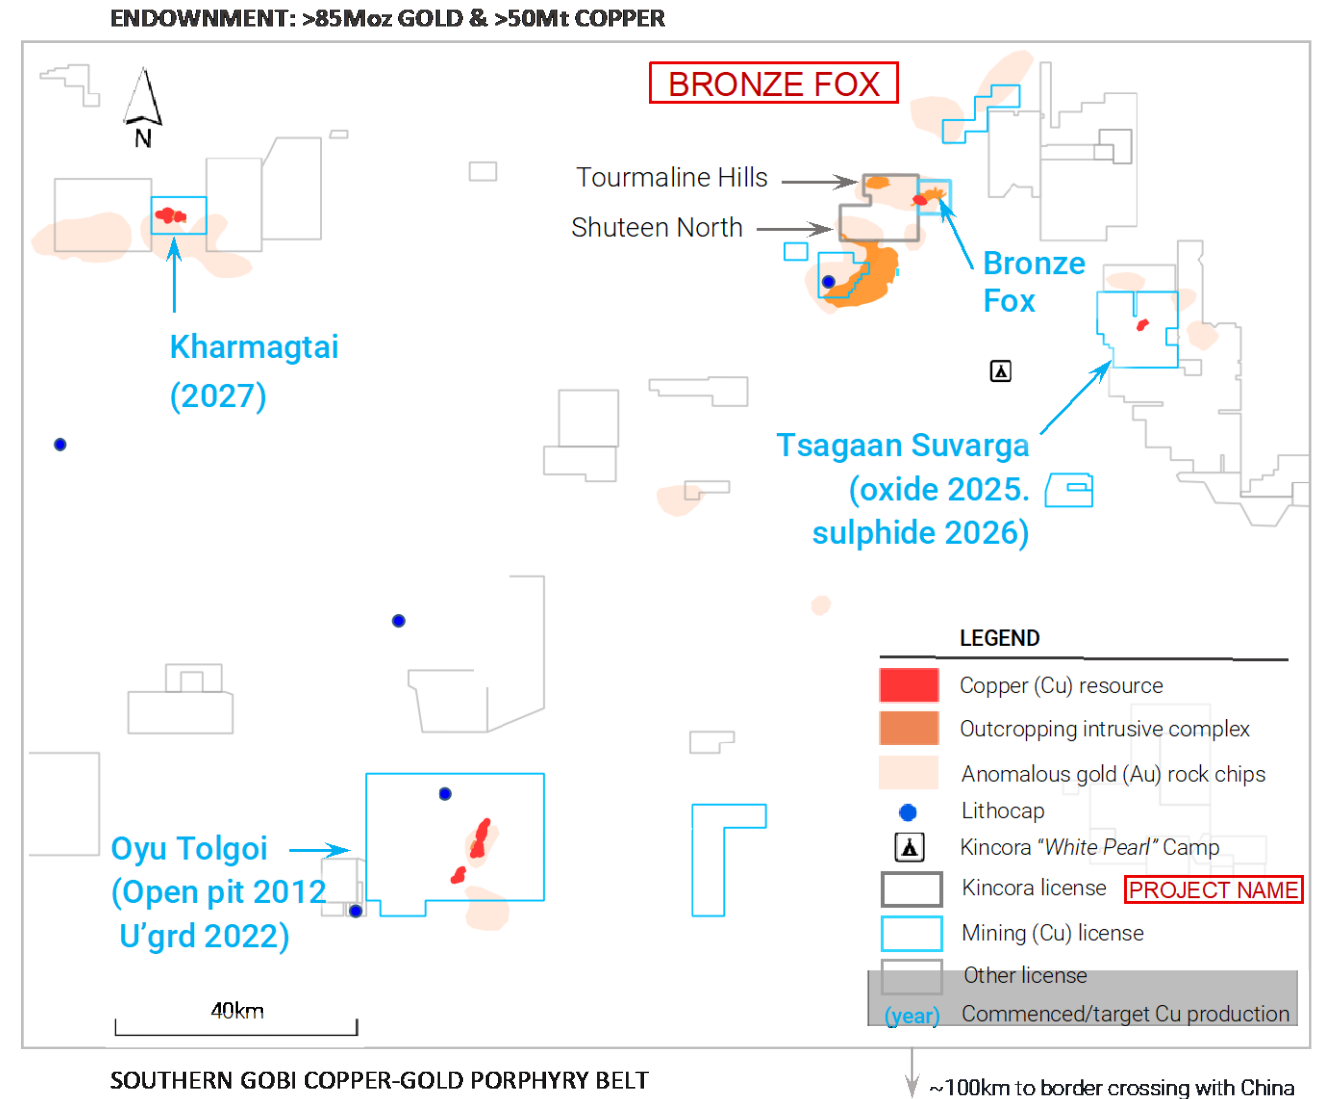 ENDOWNMENT: >85Moz GOLD & >50Mt COPPER
BRONZE FOX
N
Tourmaline Hills
Shuteen North
Bronze
Fox
Kharmagtai
(2027)
Tsagaan Suvarga
(oxide 2025.
sulphide 2026)
LEGEND
Copper (Cu) resource
Outcropping intrusive complex
Anomalous gold (Au) rock chips
Lithocap
Kincora “White Pearl” Camp
Kincora license PROJECT NAME
Mining (Cu) license
Other license
(year) Commenced/target Cu production
Oyu Tolgoi
(Open pit 2012
U’grd 2022)
40km
SOUTHERN GOBI COPPER-GOLD PORPHYRY BELT
~100km to border crossing with China